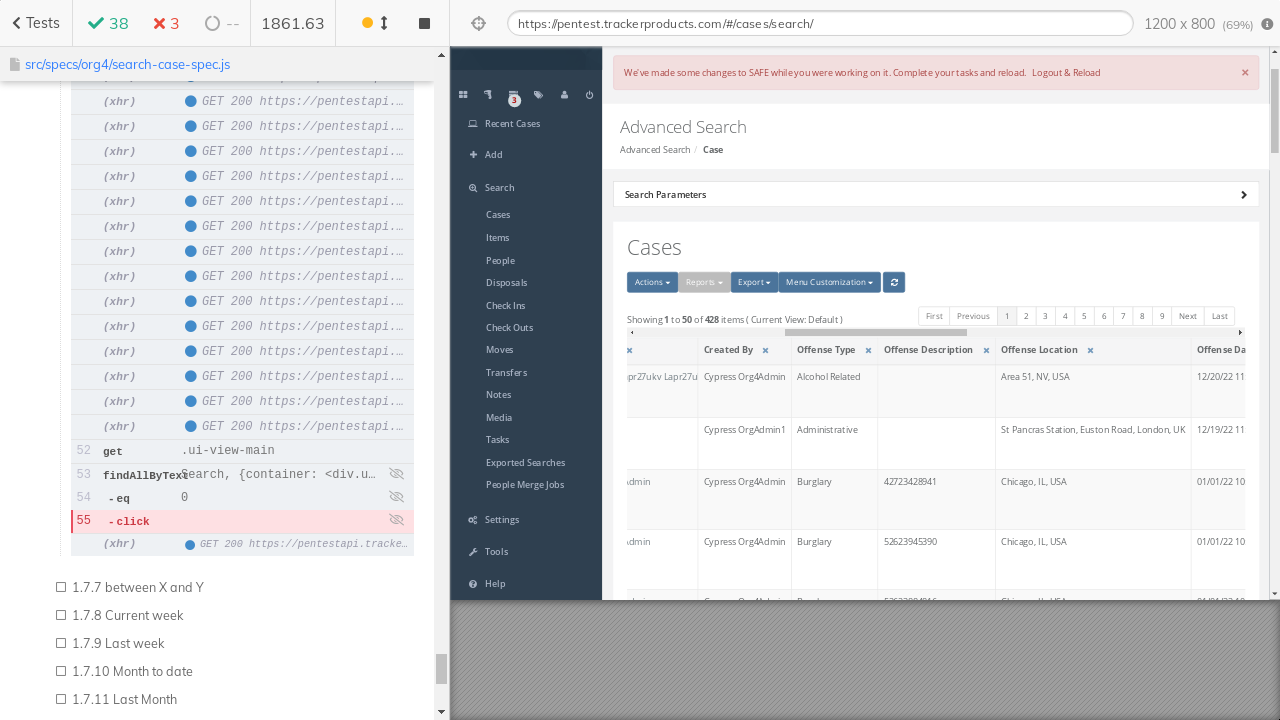 Tests 38 3 -- 1861.63
https://pentest.trackerproducts.com/#/cases/search/ 1200 x 800 (69%)
src/specs/org4/search-case-spec.js
(xhr) GET 200 https://pentestapi.…
(xhr) GET 200 https://pentestapi.…
(xhr) GET 200 https://pentestapi.…
(xhr) GET 200 https://pentestapi.…
(xhr) GET 200 https://pentestapi.…
(xhr) GET 200 https://pentestapi.…
(xhr) GET 200 https://pentestapi.…
(xhr) GET 200 https://pentestapi.…
(xhr) GET 200 https://pentestapi.…
(xhr) GET 200 https://pentestapi.…
(xhr) GET 200 https://pentestapi.…
(xhr) GET 200 https://pentestapi.…
(xhr) GET 200 https://pentestapi.…
(xhr) GET 200 https://pentestapi.…
52 get .ui-view-main
53 findAllByText Search, {container: <div.u…
54 -eq 0
55 -click
(xhr) GET 200 https://pentestapi.tracke…
1.7.7 between X and Y
1.7.8 Current week
1.7.9 Last week
1.7.10 Month to date
1.7.11 Last Month
3
Recent Cases
Add
Search
Cases
Items
People
Disposals
Check Ins
Check Outs
Moves
Transfers
Notes
Media
Tasks
Exported Searches
People Merge Jobs
Settings
Tools
Help
We've made some changes to SAFE while you were working on it. Complete your tasks and reload. Logout & Reload ×
Advanced Search
Advanced Search / Case
Search Parameters
Cases
Actions Reports Export Menu Customization
Showing 1 to 50 of 428 items ( Current View: Default ) First Previous 1 2 3 4 5 6 7 8 9 Next Last
Created By Offense Type Offense Description Offense Location Offense Da
pr27ukv Lapr27u Cypress Org4Admin Alcohol Related Area 51, NV, USA 12/20/22 11
Cypress OrgAdmin1 Administrative St Pancras Station, Euston Road, London, UK 12/19/22 11
dmin Cypress Org4Admin Burglary 42723428941 Chicago, IL, USA 01/01/22 10
dmin Cypress Org4Admin Burglary 52623945390 Chicago, IL, USA 01/01/22 10